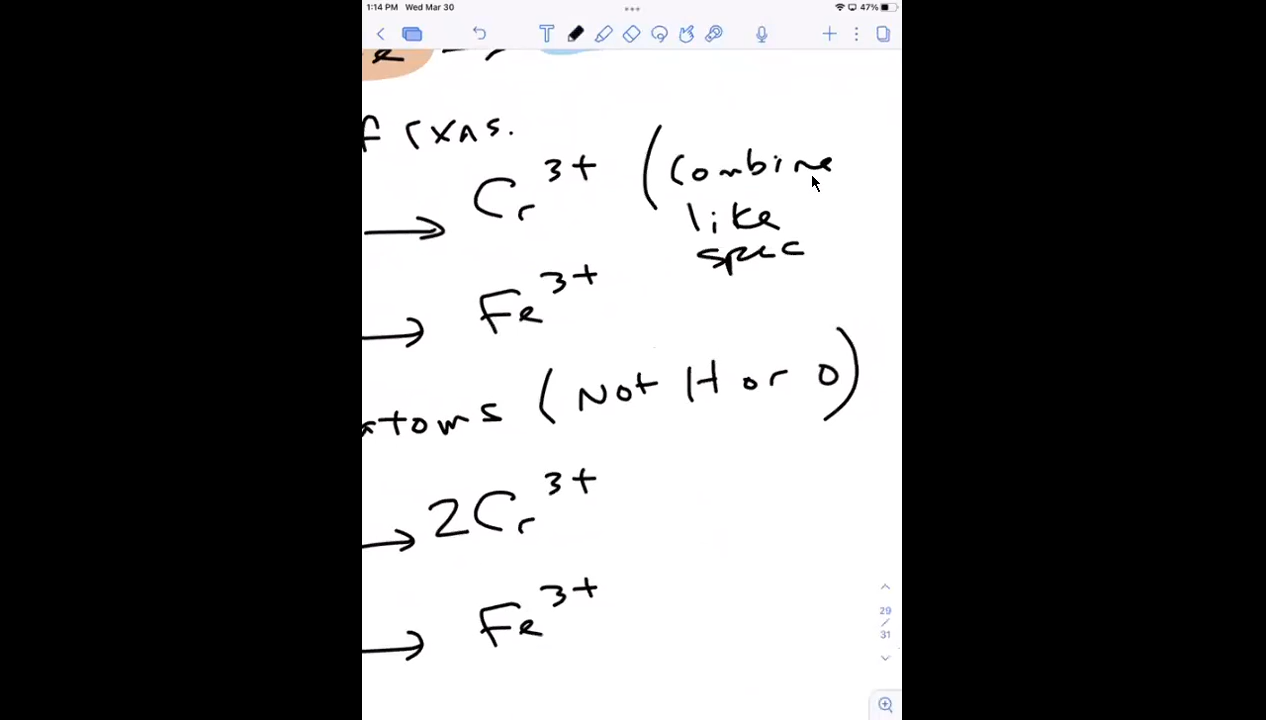 1:14 PM Wed Mar 30
47%
T
e
f rxns.
→ Cr³⁺ (Combine
like
spec
→ Fe³⁺
atoms (Not H or O)
→ 2Cr³⁺
→ Fe³⁺
29
/
31